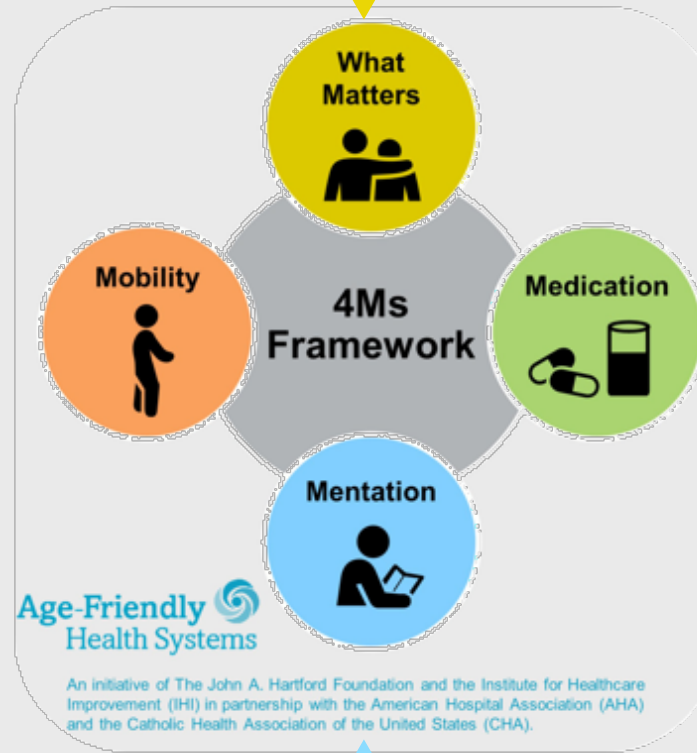 What
Matters
Mobility
4Ms
Framework
Medication
Mentation
Age-Friendly
Health Systems
An initiative of The John A. Hartford Foundation and the Institute for Healthcare
Improvement (IHI) in partnership with the American Hospital Association (AHA)
and the Catholic Health Association of the United States (CHA).